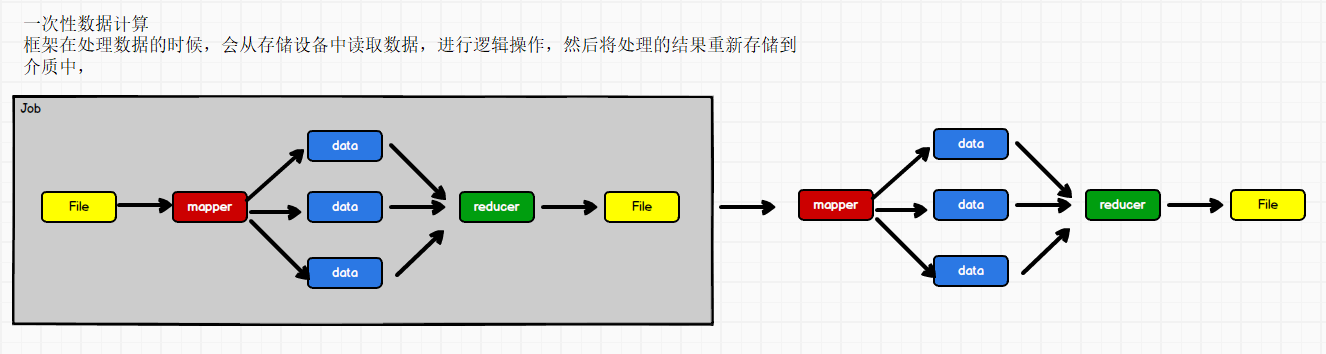 一次性数据计算
框架在处理数据的时候，会从存储设备中读取数据，进行逻辑操作，然后将处理的结果重新存储到
介质中，
Job
data
data
File
mapper
data
reducer
File
mapper
data
reducer
File
data
data